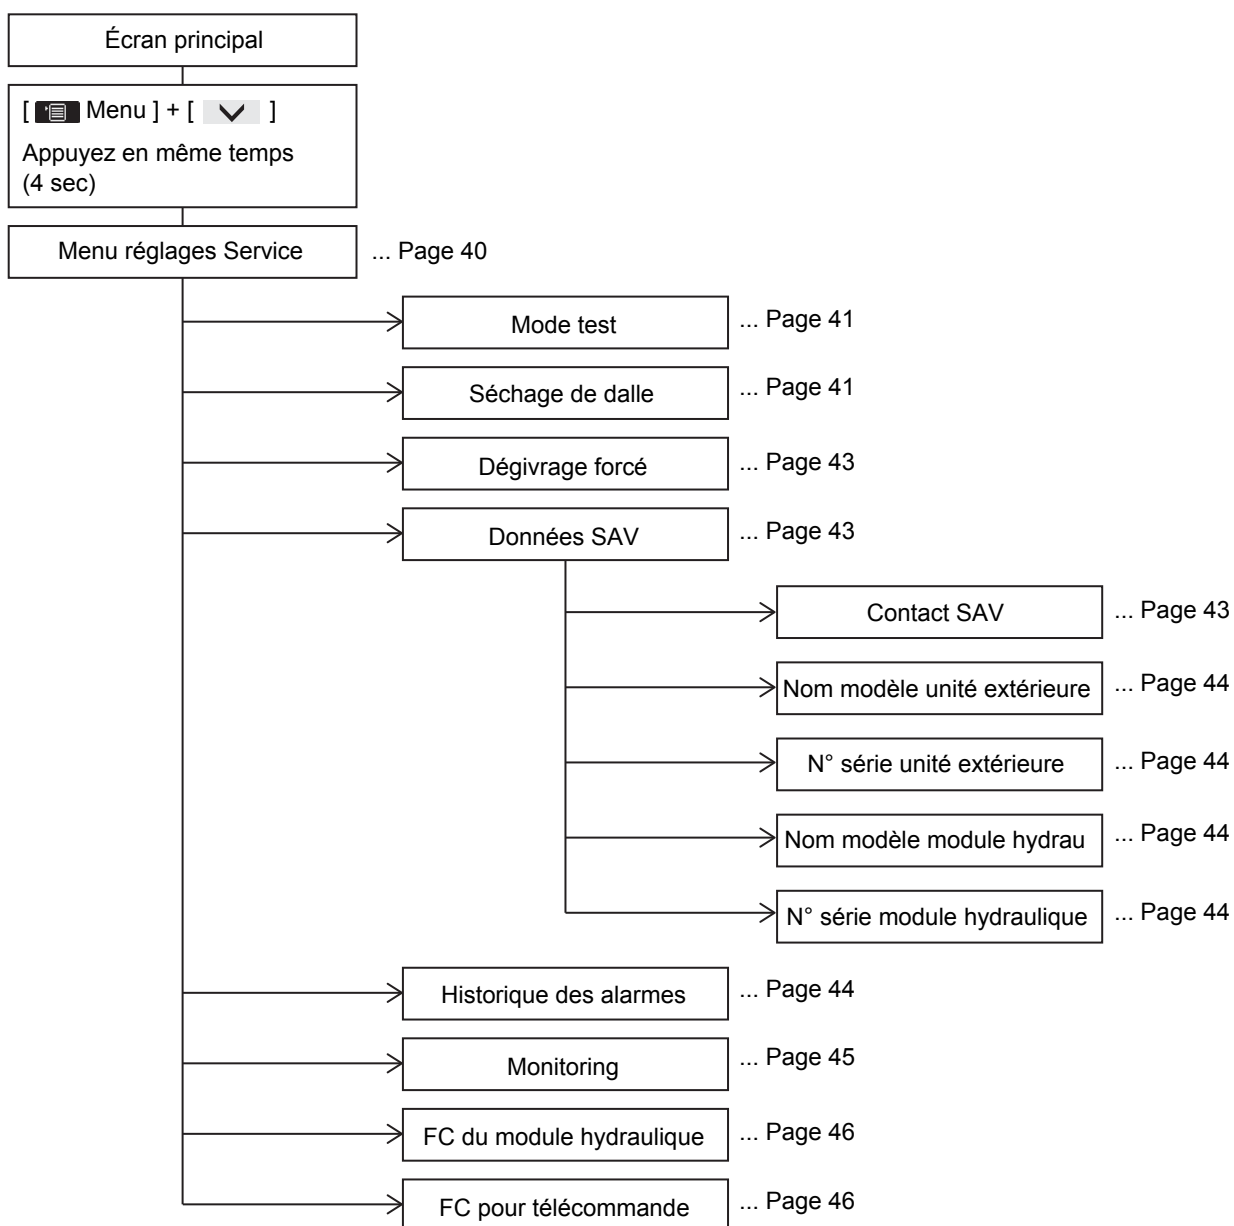 Écran principal
[ Menu ] + [ ]
Appuyez en même temps
(4 sec)
Menu réglages Service ... Page 40
Mode test ... Page 41
Séchage de dalle ... Page 41
Dégivrage forcé ... Page 43
Données SAV ... Page 43
Contact SAV ... Page 43
Nom modèle unité extérieure ... Page 44
N° série unité extérieure ... Page 44
Nom modèle module hydrau ... Page 44
N° série module hydraulique ... Page 44
Historique des alarmes ... Page 44
Monitoring ... Page 45
FC du module hydraulique ... Page 46
FC pour télécommande ... Page 46